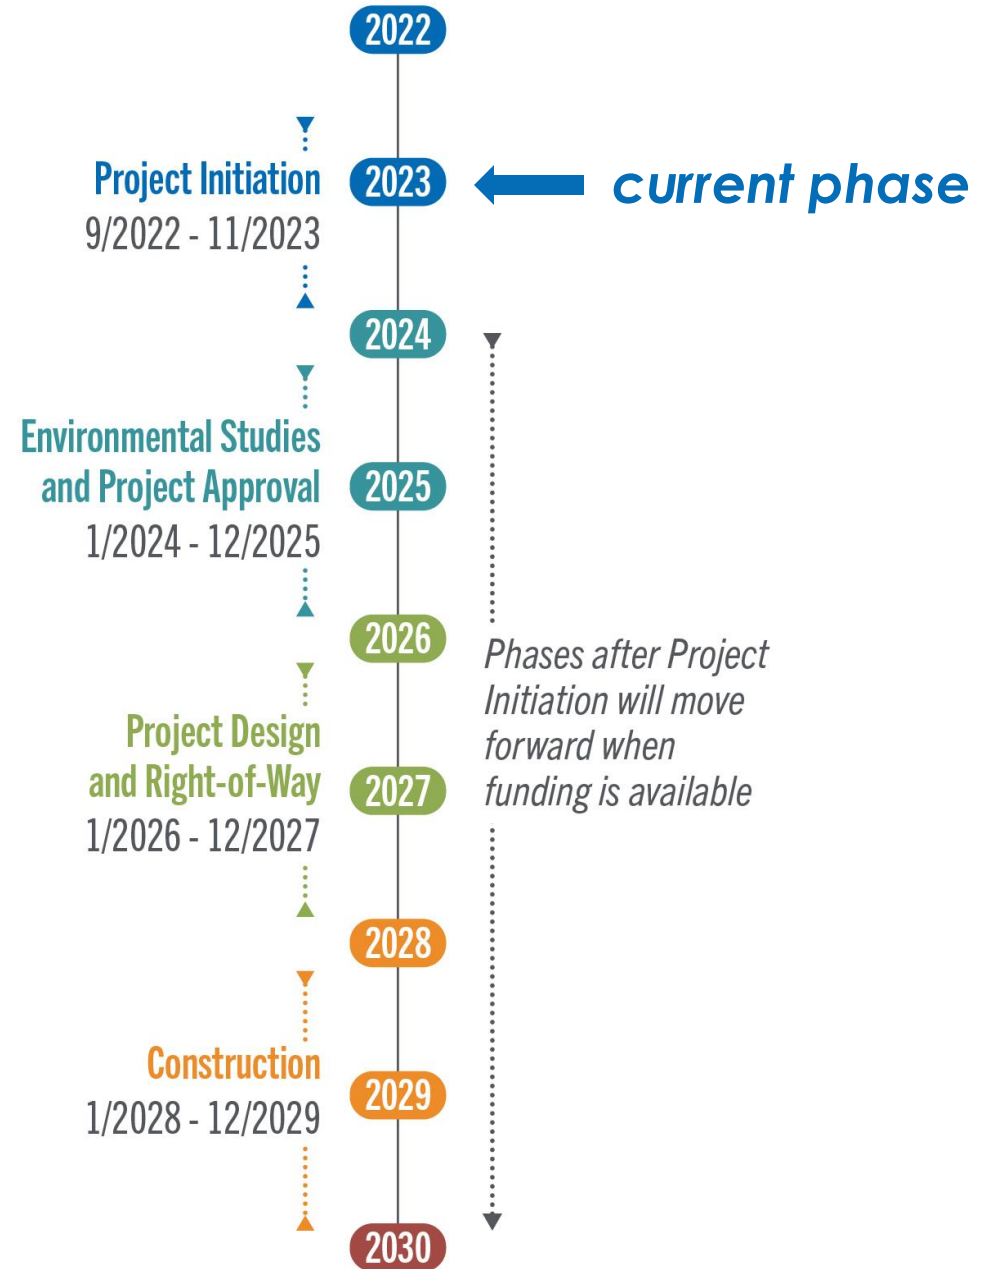 2022
Project Initiation
9/2022 - 11/2023
2023
current phase
2024
Environmental Studies
and Project Approval
1/2024 - 12/2025
2025
2026
Phases after Project
Initiation will move
forward when
funding is available
Project Design
and Right-of-Way
1/2026 - 12/2027
2027
2028
Construction
1/2028 - 12/2029
2029
2030